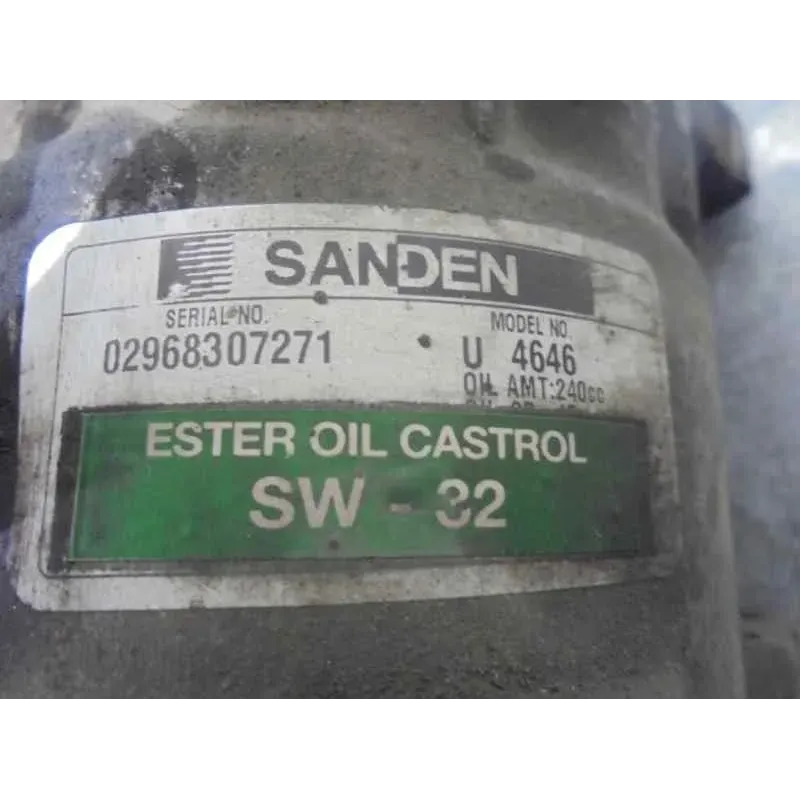 SANDEN
SERIAL NO.
02968307271
MODEL NO.
U 4646
OIL AMT:240cc
ESTER OIL CASTROL
SW - 32